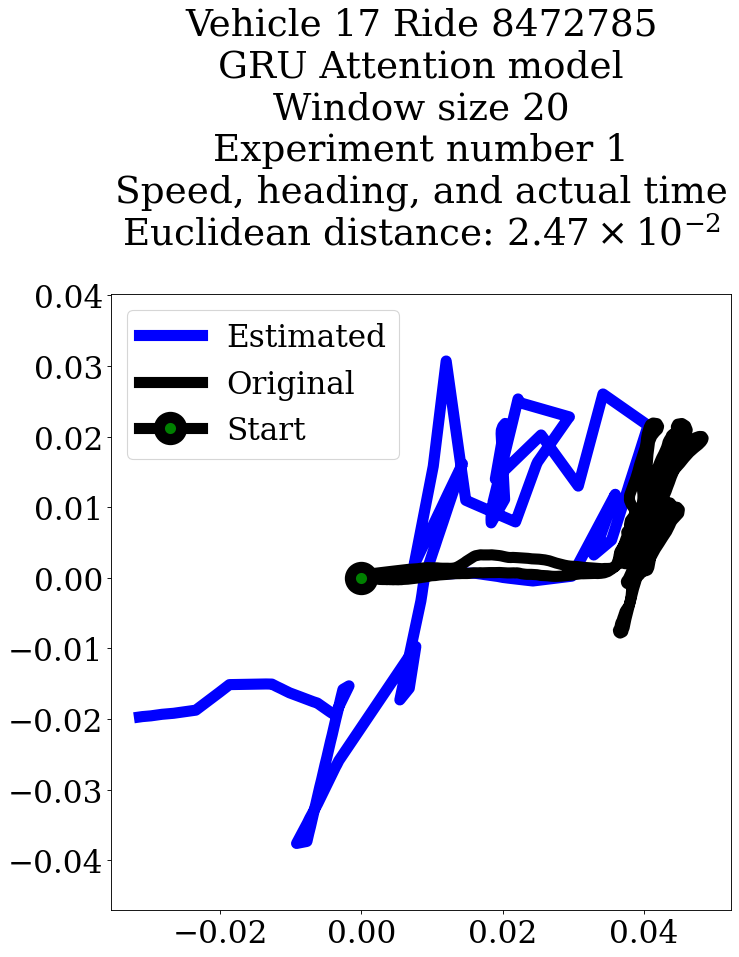 Vehicle 17 Ride 8472785
GRU Attention model
Window size 20
Experiment number 1
Speed, heading, and actual time
Euclidean distance: 2.47 × 10⁻²
0.04
0.03
0.02
0.01
0.00
−0.01
−0.02
−0.03
−0.04
Estimated
Original
Start
−0.02
0.00
0.02
0.04